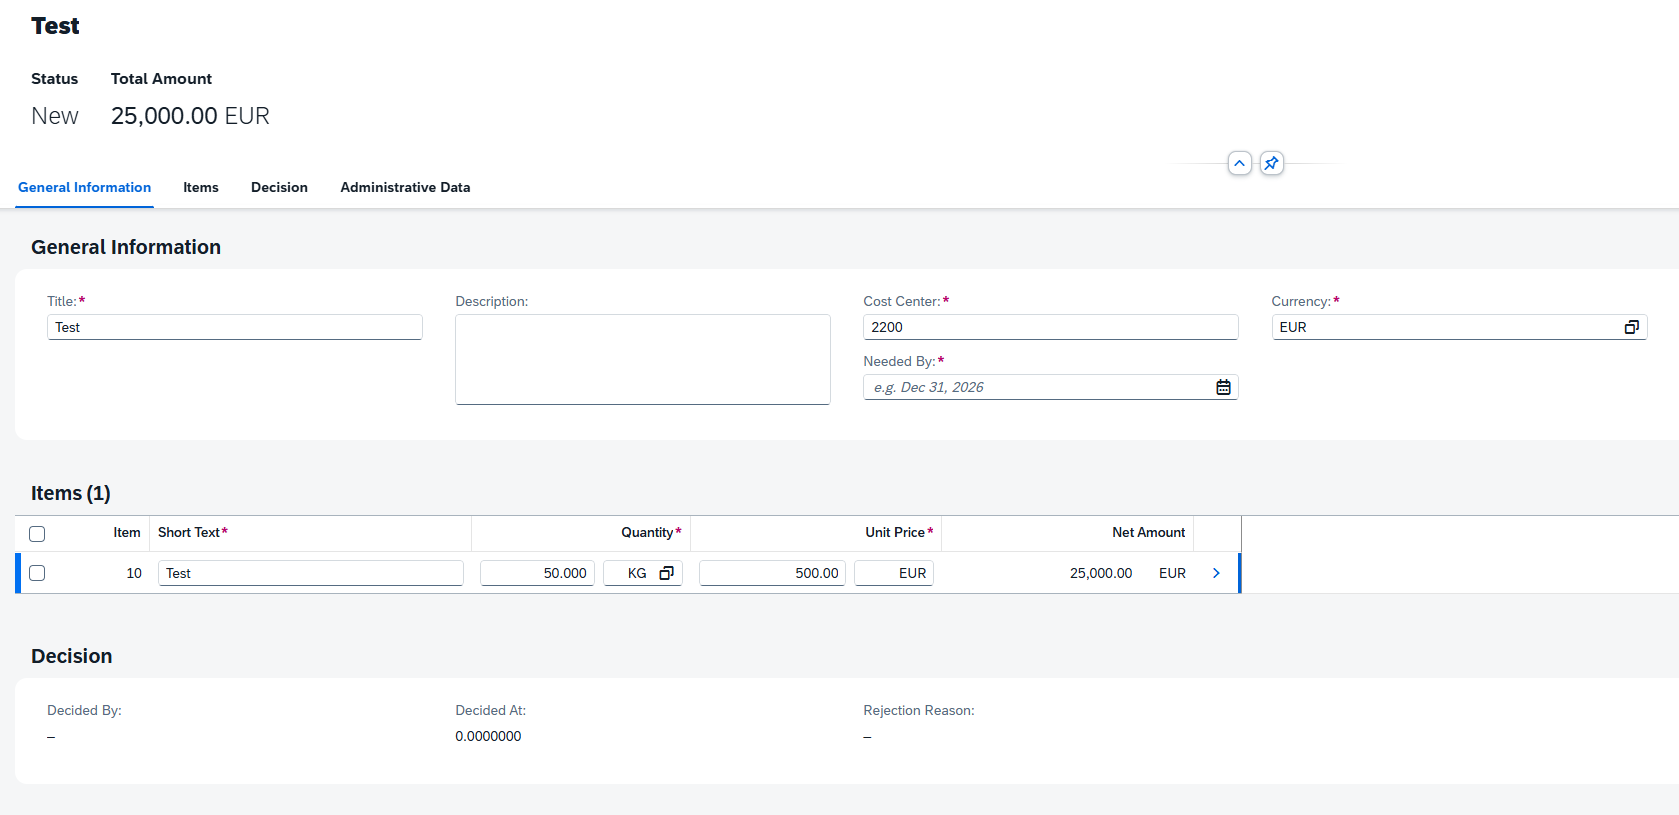 Test
Status Total Amount
New 25,000.00 EUR
General Information Items Decision Administrative Data
General Information
Title:* Description: Cost Center:* Currency:*
Test 2200 EUR
Needed By:*
e.g. Dec 31, 2026
Items (1)
Item Short Text* Quantity* Unit Price* Net Amount
10 Test 50.000 KG 500.00 EUR 25,000.00 EUR
Decision
Decided By: Decided At: Rejection Reason:
– 0.0000000 –